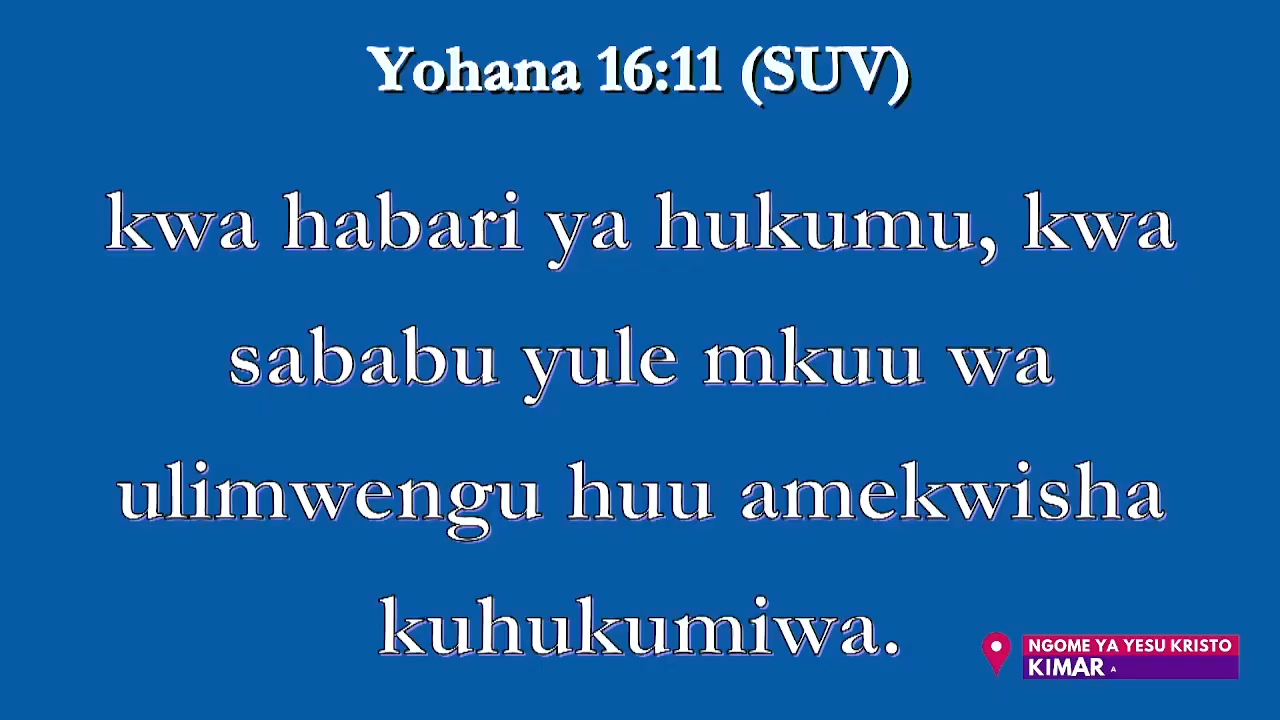 Yohana 16:11 (SUV)
kwa habari ya hukumu, kwa
sababu yule mkuu wa
ulimwengu huu amekwisha
kuhukumiwa.
NGOME YA YESU KRISTO
KIMARA